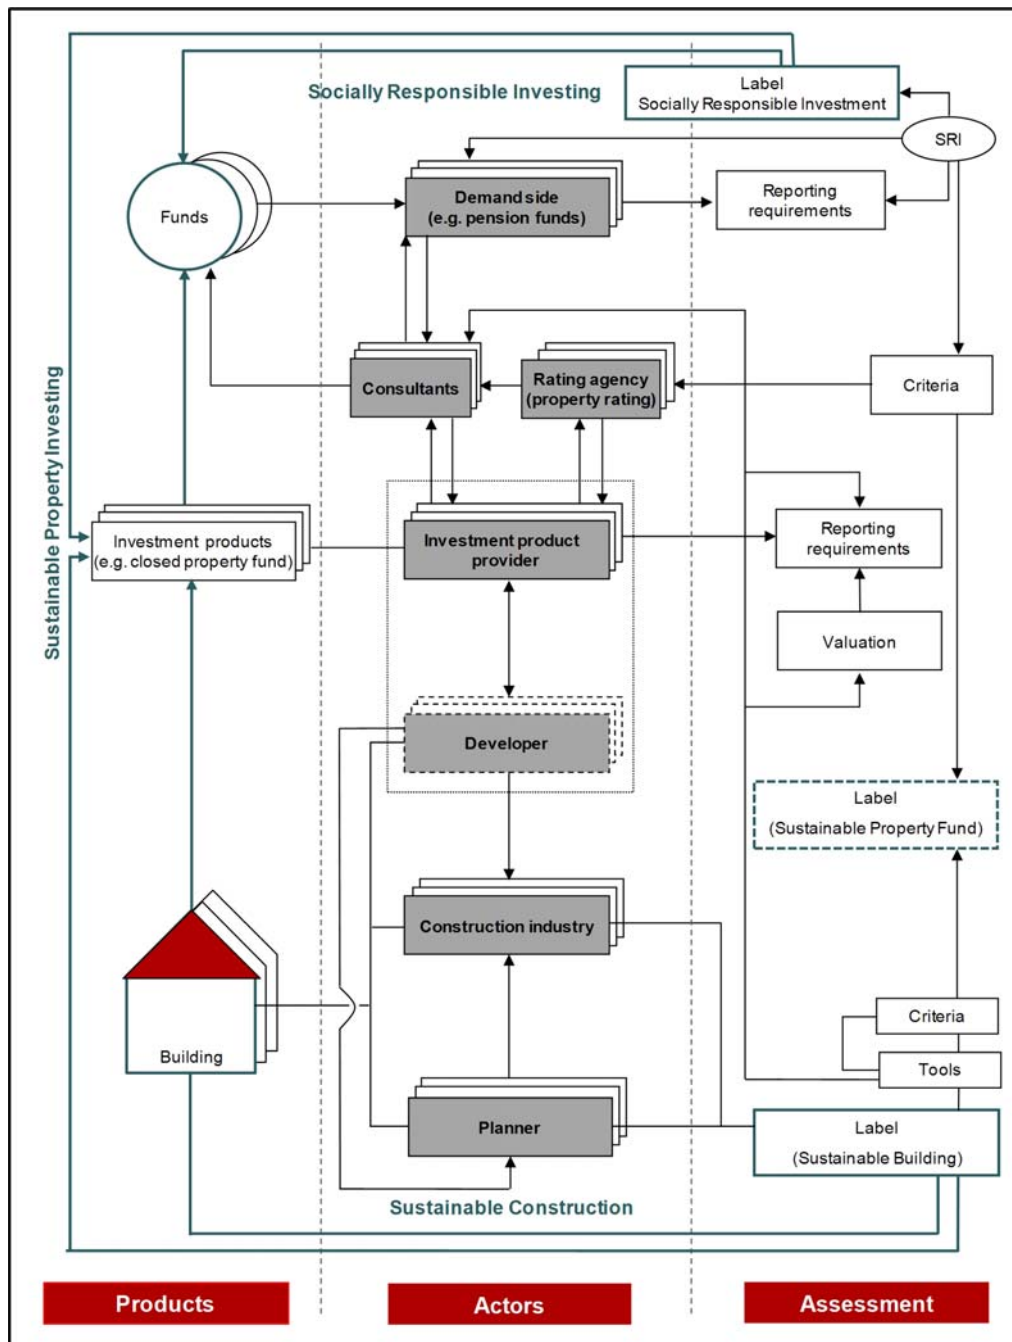 Label
Socially Responsible Investment
Socially Responsible Investing
SRI
Demand side
(e.g. pension funds)
Reporting
requirements
Funds
Consultants
Rating agency
(property rating)
Criteria
Sustainable Property Investing
Investment products
(e.g. closed property fund)
Investment product
provider
Reporting
requirements
Valuation
Developer
Label
(Sustainable Property Fund)
Construction industry
Building
Criteria
Tools
Planner
Label
(Sustainable Building)
Sustainable Construction
Products
Actors
Assessment